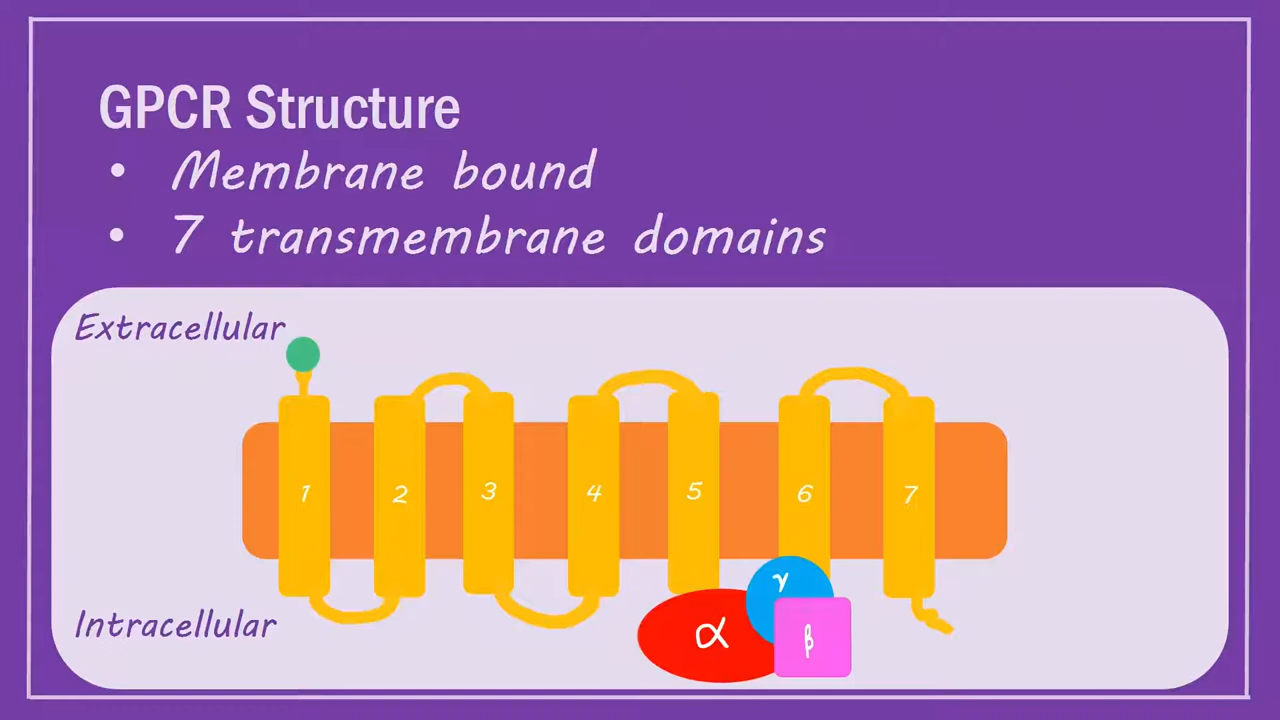 GPCR Structure
• Membrane bound
• 7 transmembrane domains
Extracellular
1 2 3 4 5 6 7
γ
α β
Intracellular